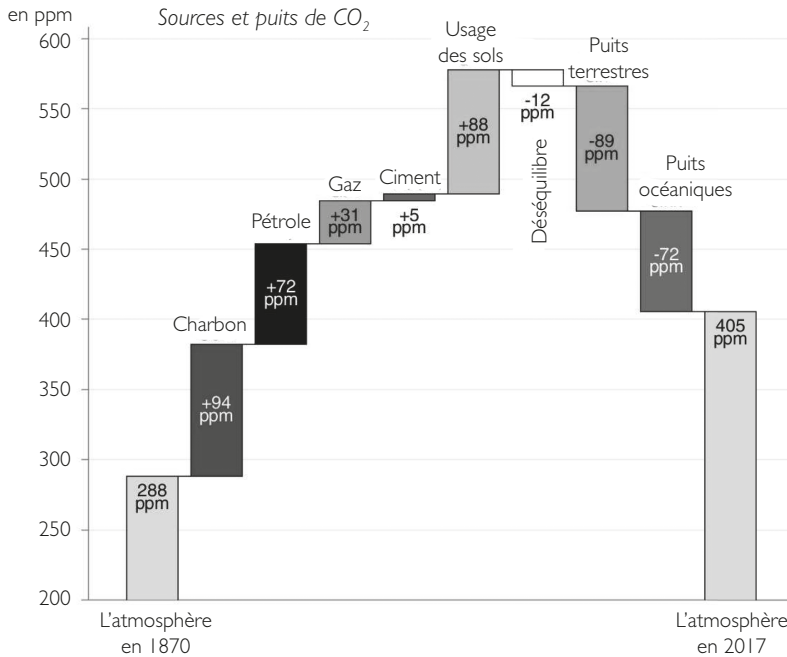 en ppm
Sources et puits de CO2
600
550
500
450
400
350
300
250
200
288
ppm
Charbon
+94
ppm
Pétrole
+72
ppm
Gaz
+31
ppm
Ciment
+5
ppm
Usage
des sols
+88
ppm
-12
ppm
Déséquilibre
Puits
terrestres
-89
ppm
Puits
océaniques
-72
ppm
405
ppm
L'atmosphère
en 1870
L'atmosphère
en 2017